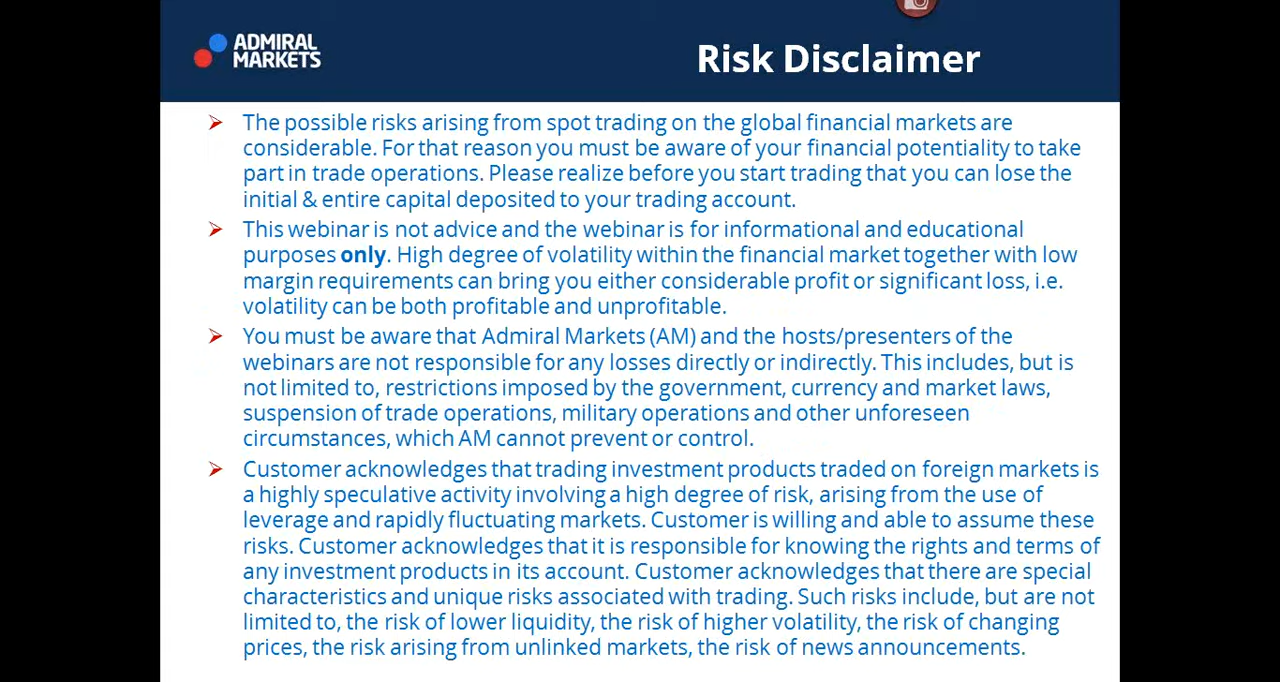 ADMIRAL
MARKETS
Risk Disclaimer
The possible risks arising from spot trading on the global financial markets are
considerable. For that reason you must be aware of your financial potentiality to take
part in trade operations. Please realize before you start trading that you can lose the
initial & entire capital deposited to your trading account.
This webinar is not advice and the webinar is for informational and educational
purposes only. High degree of volatility within the financial market together with low
margin requirements can bring you either considerable profit or significant loss, i.e.
volatility can be both profitable and unprofitable.
You must be aware that Admiral Markets (AM) and the hosts/presenters of the
webinars are not responsible for any losses directly or indirectly. This includes, but is
not limited to, restrictions imposed by the government, currency and market laws,
suspension of trade operations, military operations and other unforeseen
circumstances, which AM cannot prevent or control.
Customer acknowledges that trading investment products traded on foreign markets is
a highly speculative activity involving a high degree of risk, arising from the use of
leverage and rapidly fluctuating markets. Customer is willing and able to assume these
risks. Customer acknowledges that it is responsible for knowing the rights and terms of
any investment products in its account. Customer acknowledges that there are special
characteristics and unique risks associated with trading. Such risks include, but are not
limited to, the risk of lower liquidity, the risk of higher volatility, the risk of changing
prices, the risk arising from unlinked markets, the risk of news announcements.